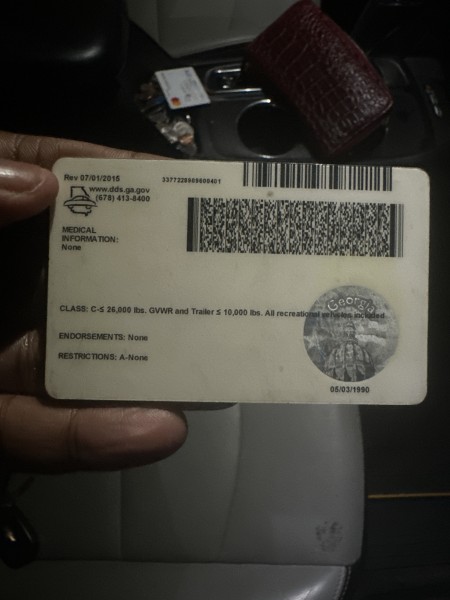 Rev 07/01/2015
3377328989809401
www.dds.ga.gov
(678) 413-8400
MEDICAL
INFORMATION:
None
CLASS: C-≤ 26,000 lbs. GVWR and Trailer ≤ 10,000 lbs. All recreational vehicles included
ENDORSEMENTS: None
RESTRICTIONS: A-None
Georgia
05/03/1990